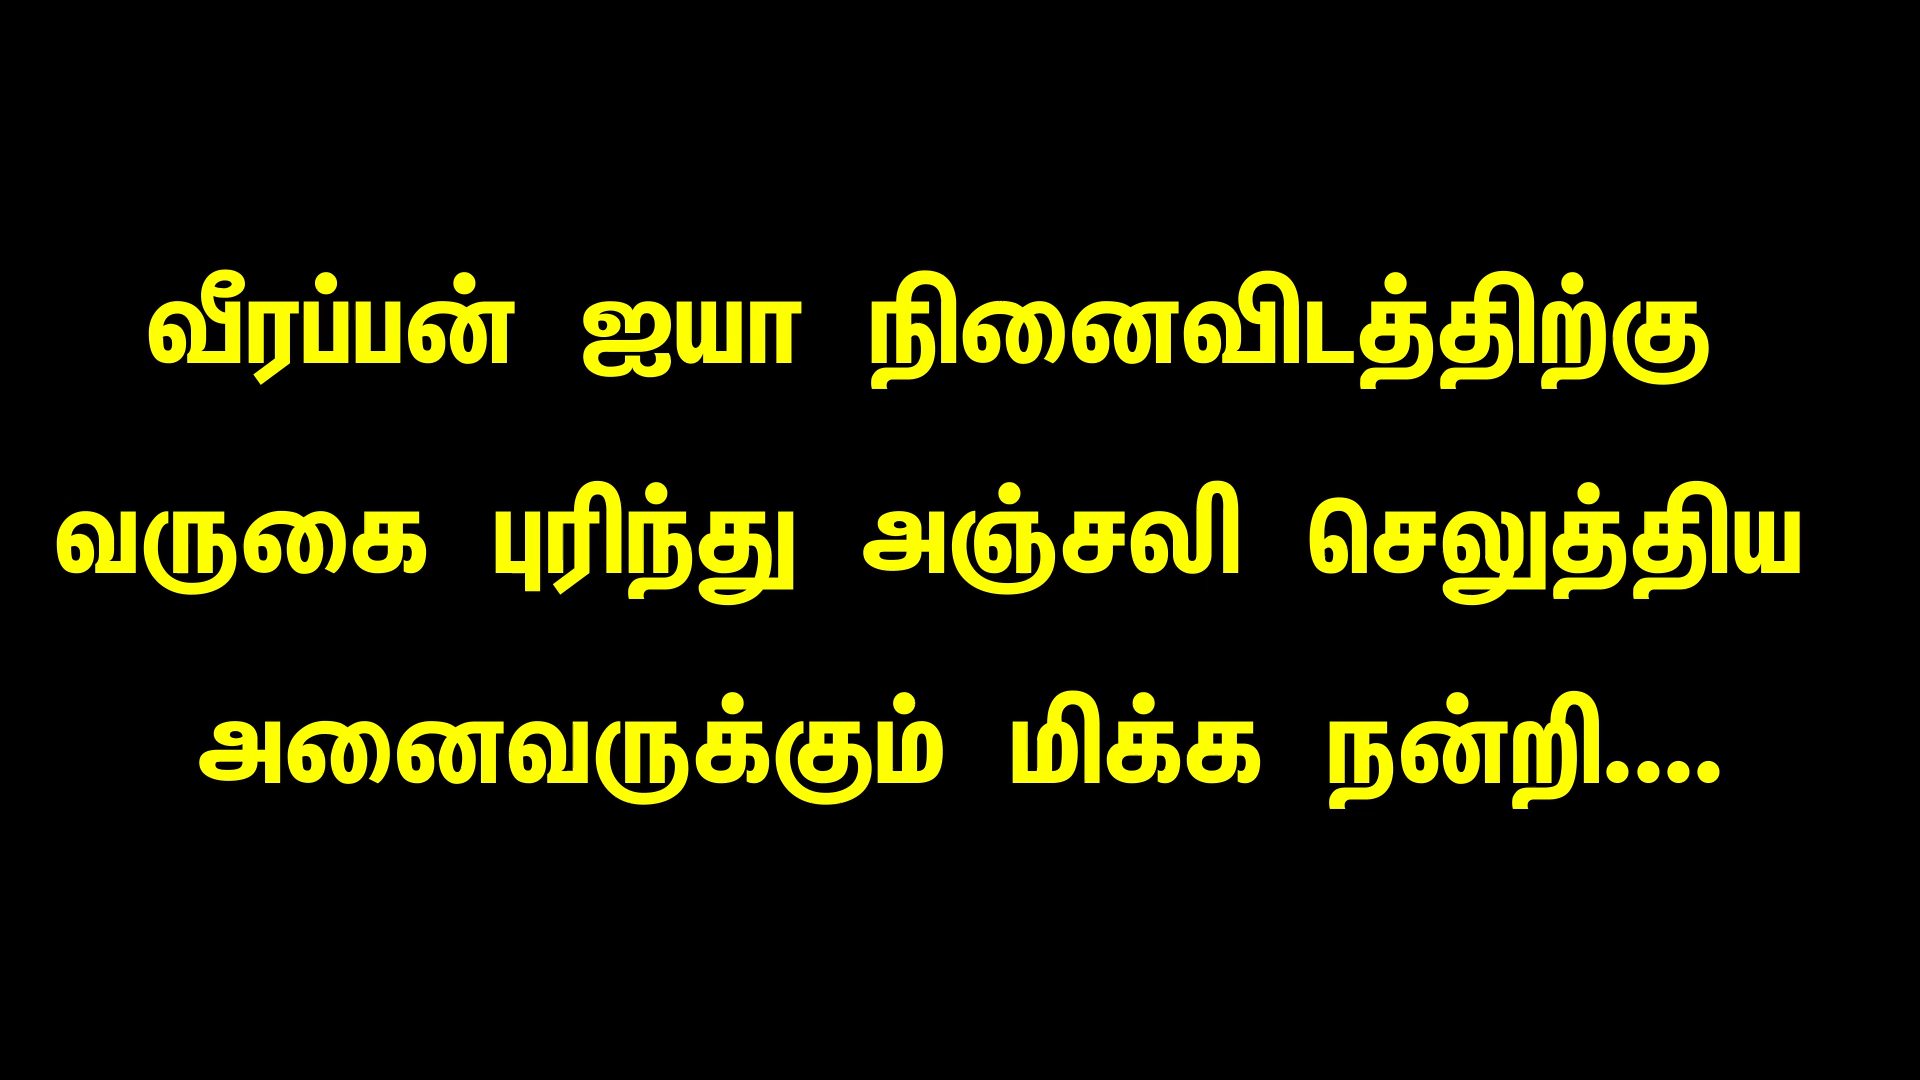 வீரப்பன் ஐயா நினைவிடத்திற்கு
வருகை புரிந்து அஞ்சலி செலுத்திய
அனைவருக்கும் மிக்க நன்றி....